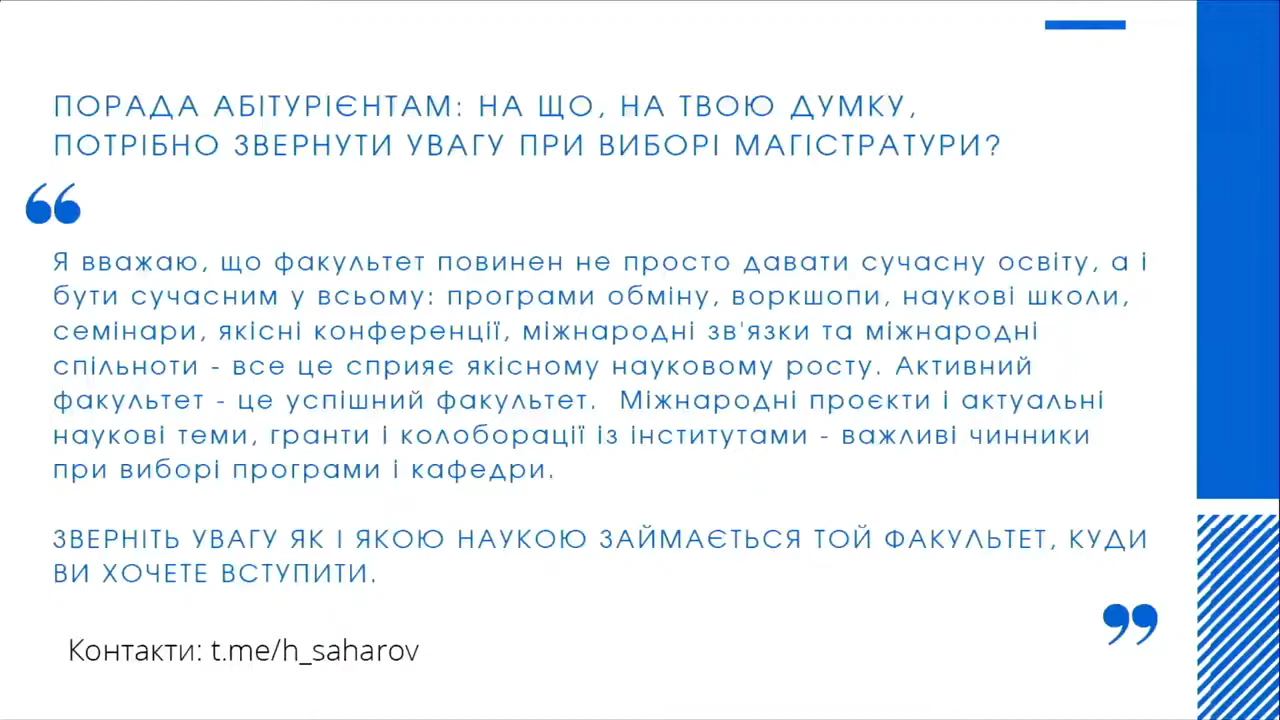 ПОРАДА АБІТУРІЄНТАМ: НА ЩО, НА ТВОЮ ДУМКУ,
ПОТРІБНО ЗВЕРНУТИ УВАГУ ПРИ ВИБОРІ МАГІСТРАТУРИ?
“
Я вважаю, що факультет повинен не просто давати сучасну освіту, а і
бути сучасним у всьому: програми обміну, воркшопи, наукові школи,
семінари, якісні конференції, міжнародні зв'язки та міжнародні
спільноти - все це сприяє якісному науковому росту. Активний
факультет - це успішний факультет. Міжнародні проєкти і актуальні
наукові теми, гранти і колоборації із інститутами - важливі чинники
при виборі програми і кафедри.
ЗВЕРНІТЬ УВАГУ ЯК І ЯКОЮ НАУКОЮ ЗАЙМАЄТЬСЯ ТОЙ ФАКУЛЬТЕТ, КУДИ
ВИ ХОЧЕТЕ ВСТУПИТИ.
”
Контакти: t.me/h_saharov